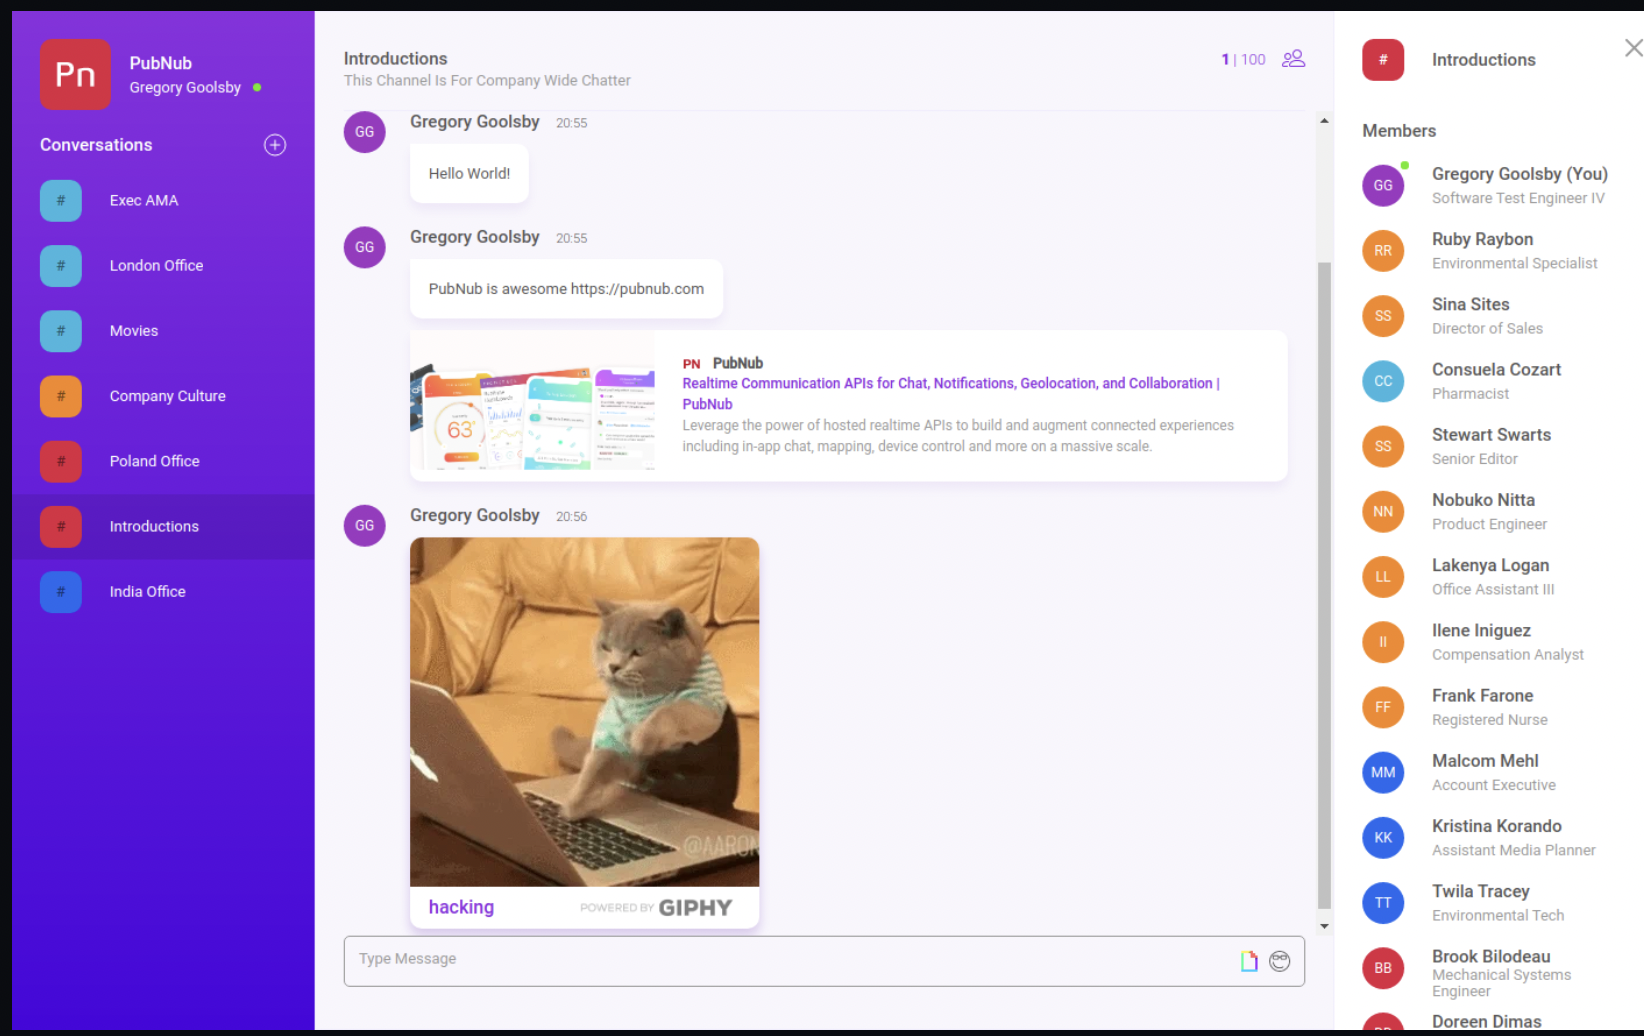 Pn
PubNub
Gregory Goolsby
Conversations
# Exec AMA
# London Office
# Movies
# Company Culture
# Poland Office
# Introductions
# India Office
Introductions
This Channel Is For Company Wide Chatter
1 | 100
GG Gregory Goolsby 20:55
Hello World!
GG Gregory Goolsby 20:55
PubNub is awesome https://pubnub.com
63
PN PubNub
Realtime Communication APIs for Chat, Notifications, Geolocation, and Collaboration |
PubNub
Leverage the power of hosted realtime APIs to build and augment connected experiences
including in-app chat, mapping, device control and more on a massive scale.
GG Gregory Goolsby 20:56
@AARON
hacking POWERED BY GIPHY
Type Message
# Introductions
Members
GG Gregory Goolsby (You)
Software Test Engineer IV
RR Ruby Raybon
Environmental Specialist
SS Sina Sites
Director of Sales
CC Consuela Cozart
Pharmacist
SS Stewart Swarts
Senior Editor
NN Nobuko Nitta
Product Engineer
LL Lakenya Logan
Office Assistant III
II Ilene Iniguez
Compensation Analyst
FF Frank Farone
Registered Nurse
MM Malcom Mehl
Account Executive
KK Kristina Korando
Assistant Media Planner
TT Twila Tracey
Environmental Tech
BB Brook Bilodeau
Mechanical Systems
Engineer
Doreen Dimas